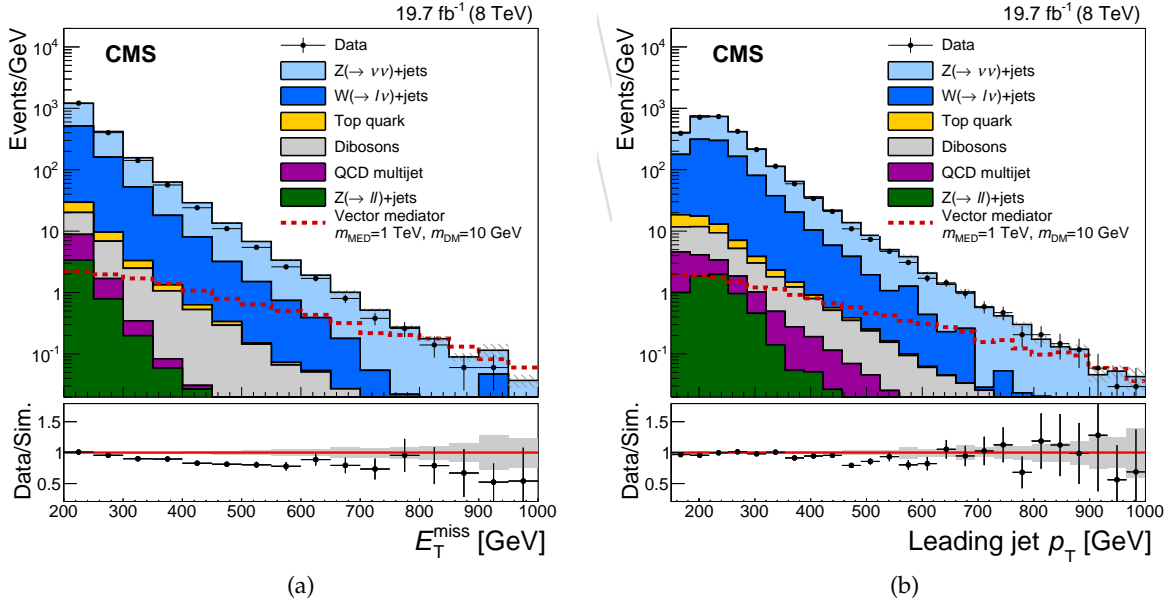 19.7 fb⁻¹ (8 TeV)
Events/GeV
10⁴
10³
10²
10
1
10⁻¹
CMS
Data
Z(→ νν)+jets
W(→ lν)+jets
Top quark
Dibosons
QCD multijet
Z(→ ll)+jets
Vector mediator
m_MED=1 TeV, m_DM=10 GeV
Data/Sim.
1.5
1
0.5
200 300 400 500 600 700 800 900 1000
E_T^miss [GeV]
(a)
19.7 fb⁻¹ (8 TeV)
Events/GeV
10⁴
10³
10²
10
1
10⁻¹
CMS
Data
Z(→ νν)+jets
W(→ lν)+jets
Top quark
Dibosons
QCD multijet
Z(→ ll)+jets
Vector mediator
m_MED=1 TeV, m_DM=10 GeV
Data/Sim.
1.5
1
0.5
200 300 400 500 600 700 800 900 1000
Leading jet p_T [GeV]
(b)